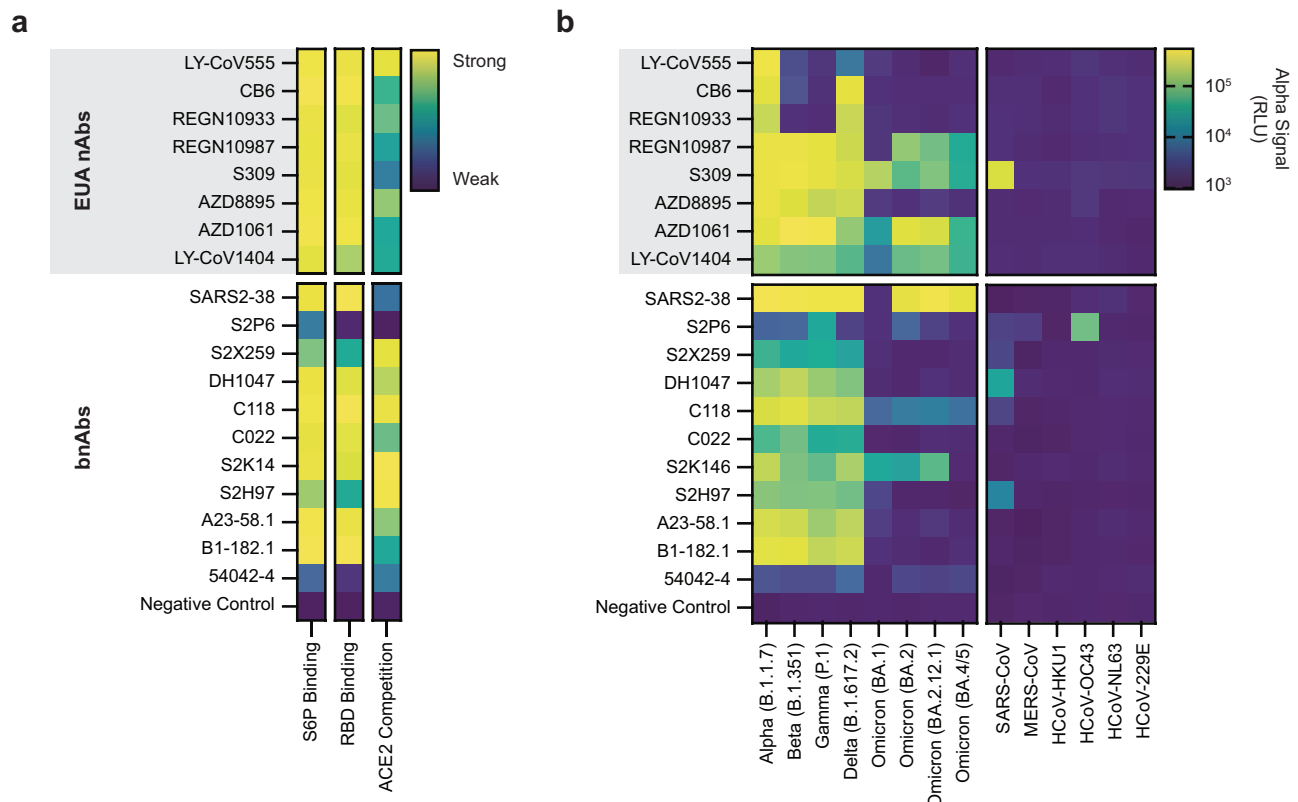 a
EUA nAbs
LY-CoV555
CB6
REGN10933
REGN10987
S309
AZD8895
AZD1061
LY-CoV1404
Strong
Weak
bnAbs
SARS2-38
S2P6
S2X259
DH1047
C118
C022
S2K14
S2H97
A23-58.1
B1-182.1
54042-4
Negative Control
S6P Binding
RBD Binding
ACE2 Competition
b
LY-CoV555
CB6
REGN10933
REGN10987
S309
AZD8895
AZD1061
LY-CoV1404
10⁵
10⁴
10³
Alpha Signal
(RLU)
SARS2-38
S2P6
S2X259
DH1047
C118
C022
S2K146
S2H97
A23-58.1
B1-182.1
54042-4
Negative Control
Alpha (B.1.1.7)
Beta (B.1.351)
Gamma (P.1)
Delta (B.1.617.2)
Omicron (BA.1)
Omicron (BA.2)
Omicron (BA.2.12.1)
Omicron (BA.4/5)
SARS-CoV
MERS-CoV
HCoV-HKU1
HCoV-OC43
HCoV-NL63
HCoV-229E